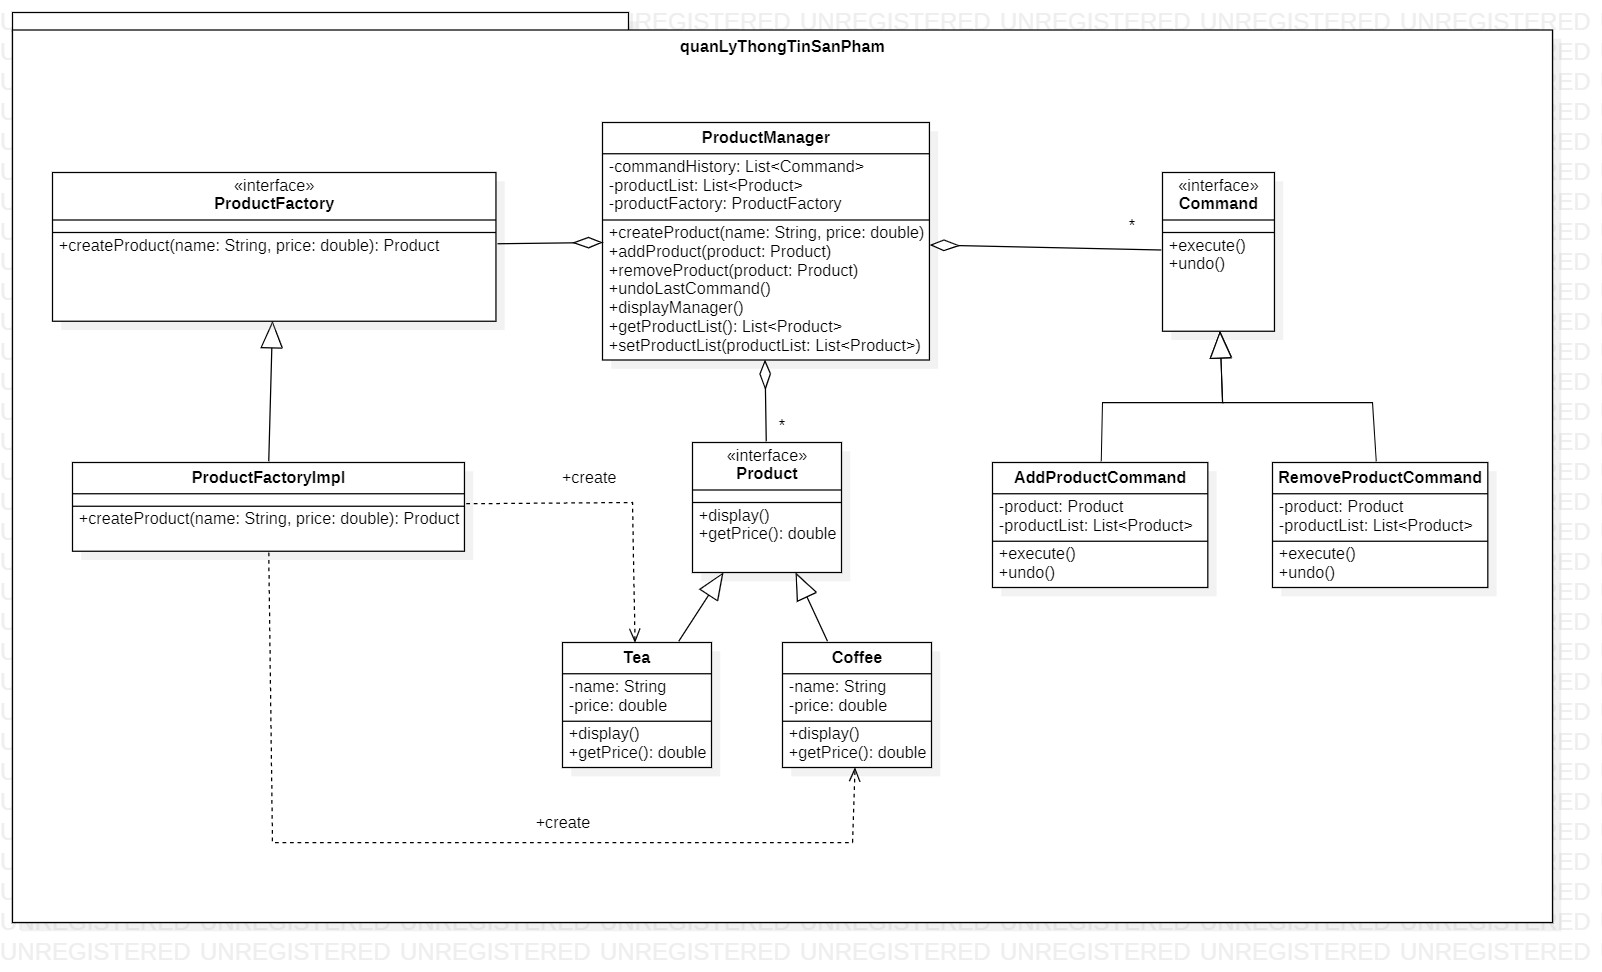 quanLyThongTinSanPham
«interface»
ProductFactory
+createProduct(name: String, price: double): Product
ProductManager
-commandHistory: List<Command>
-productList: List<Product>
-productFactory: ProductFactory
+createProduct(name: String, price: double)
+addProduct(product: Product)
+removeProduct(product: Product)
+undoLastCommand()
+displayManager()
+getProductList(): List<Product>
+setProductList(productList: List<Product>)
*
«interface»
Command
+execute()
+undo()
*
ProductFactoryImpl
+createProduct(name: String, price: double): Product
+create
«interface»
Product
+display()
+getPrice(): double
AddProductCommand
-product: Product
-productList: List<Product>
+execute()
+undo()
RemoveProductCommand
-product: Product
-productList: List<Product>
+execute()
+undo()
Tea
-name: String
-price: double
+display()
+getPrice(): double
Coffee
-name: String
-price: double
+display()
+getPrice(): double
+create
UNREGISTERED UNREGISTERED UNREGISTERED UNREGISTERED UNREGISTERED UNREGISTERED UNREGISTERED UNREGISTERED